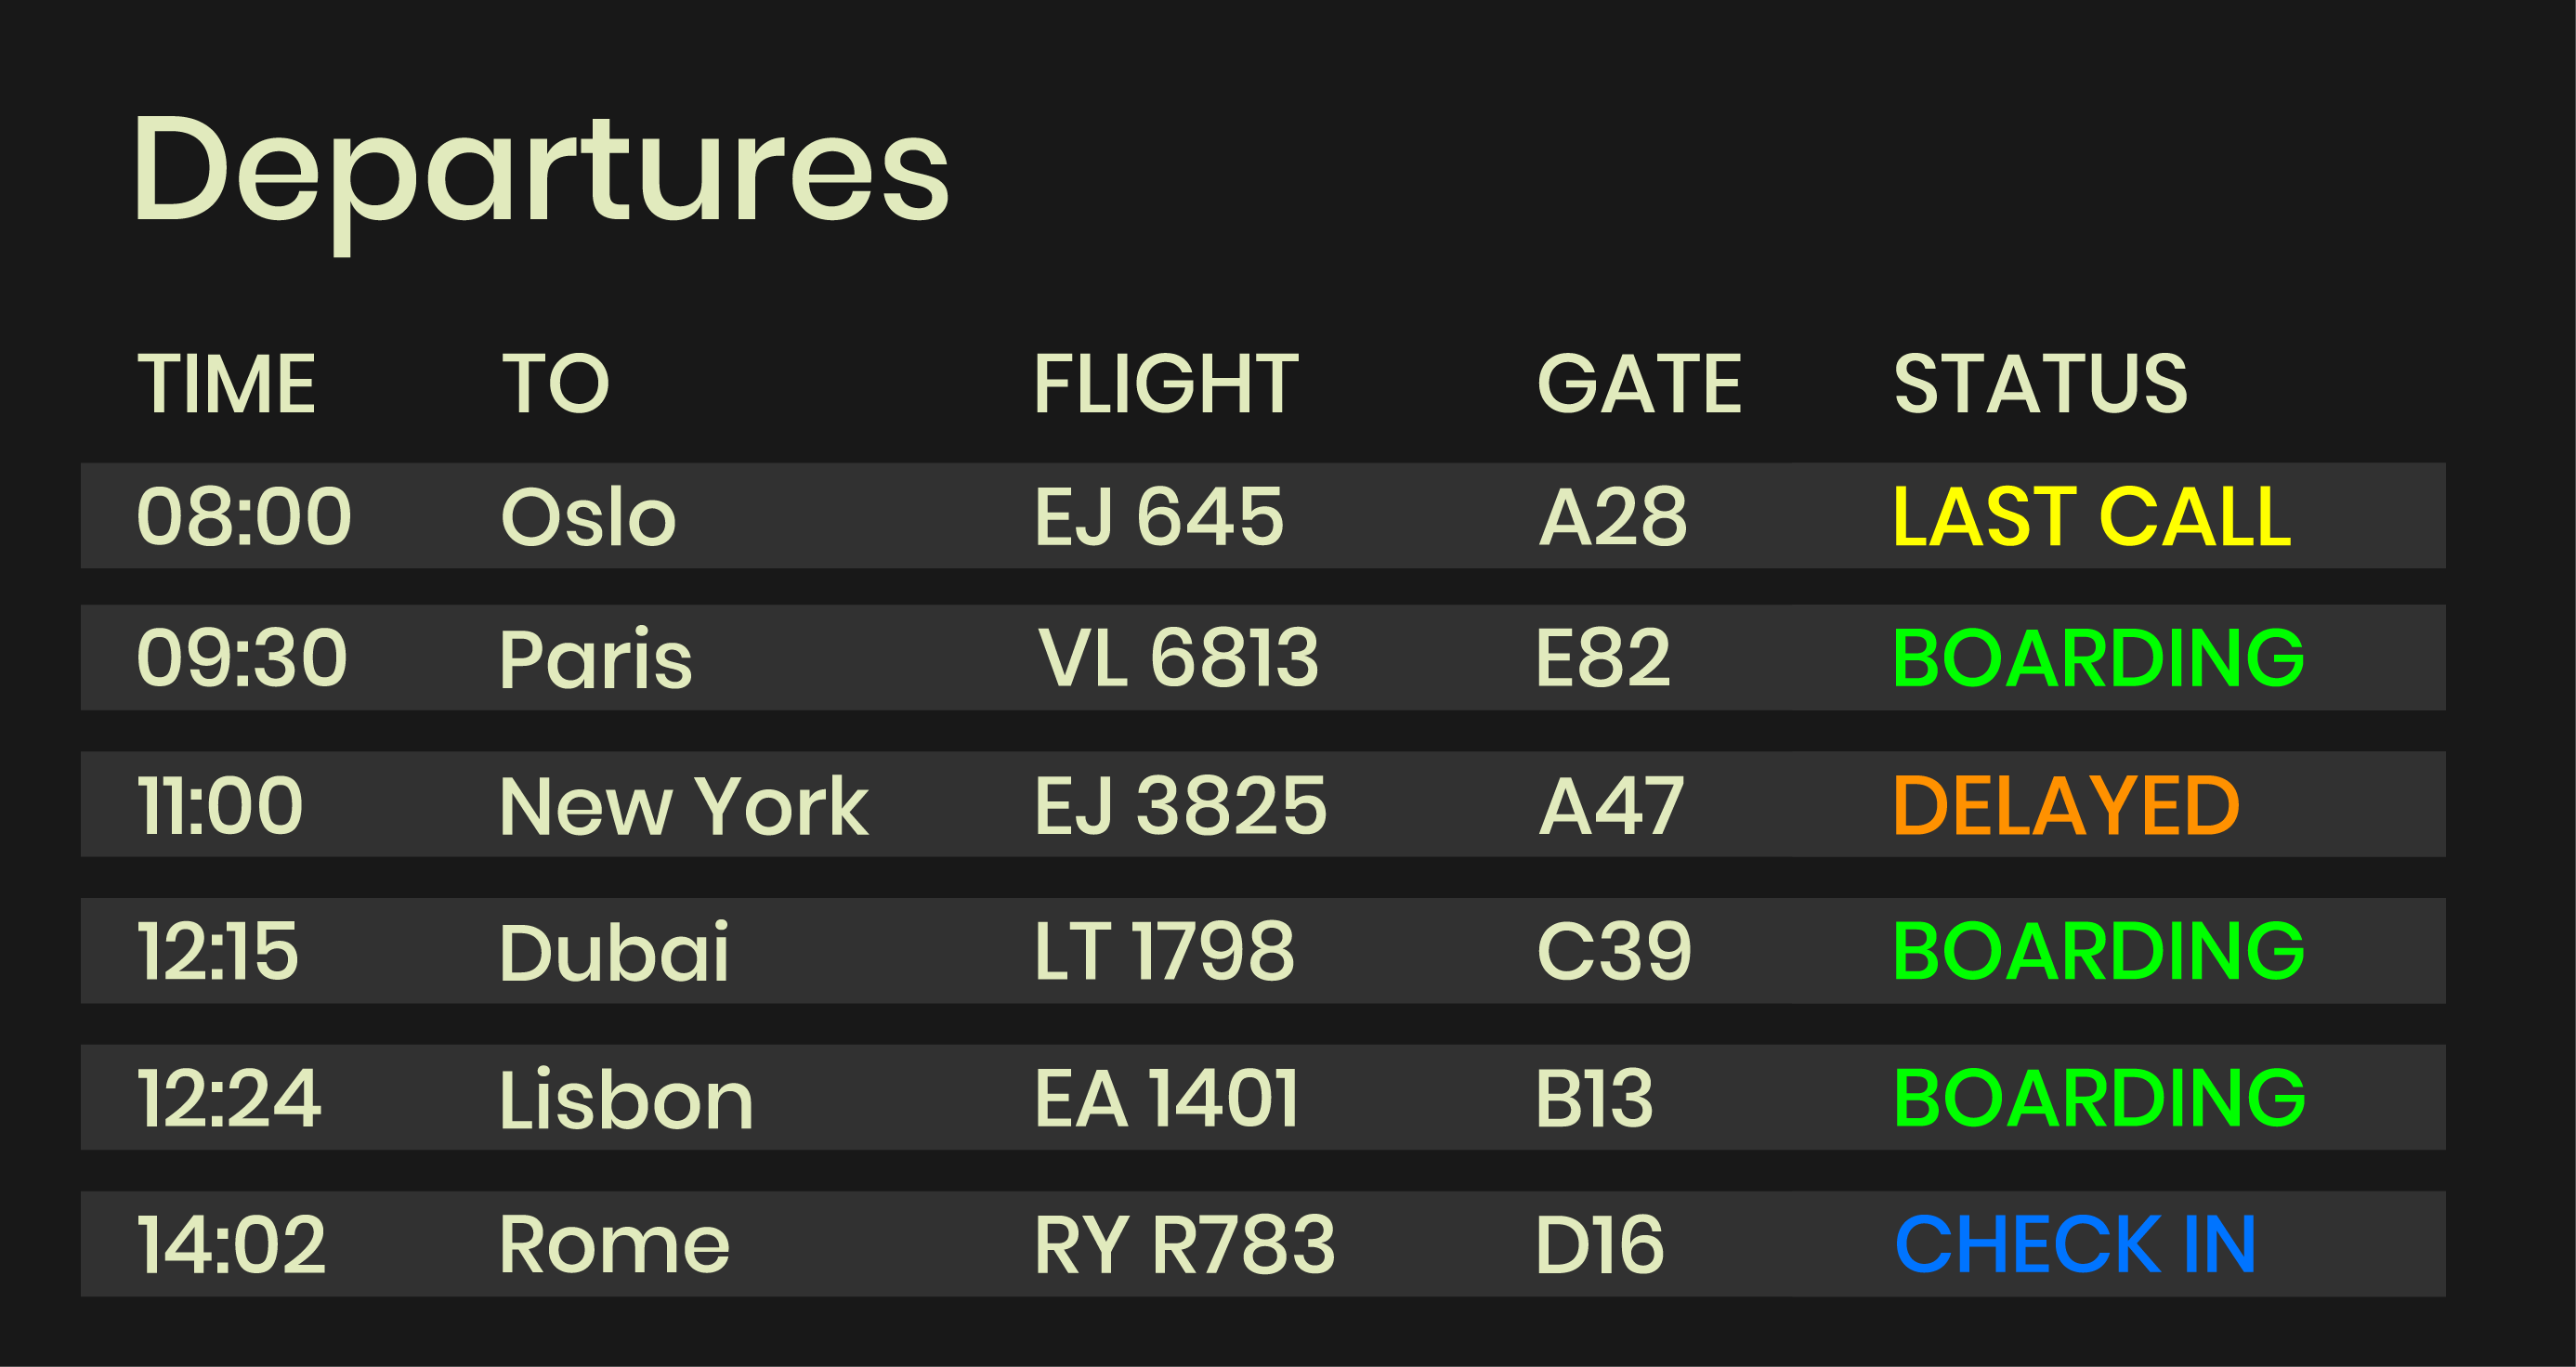 Departures
TIME TO FLIGHT GATE STATUS
08:00 Oslo EJ 645 A28 LAST CALL
09:30 Paris VL 6813 E82 BOARDING
11:00 New York EJ 3825 A47 DELAYED
12:15 Dubai LT 1798 C39 BOARDING
12:24 Lisbon EA 1401 B13 BOARDING
14:02 Rome RY R783 D16 CHECK IN